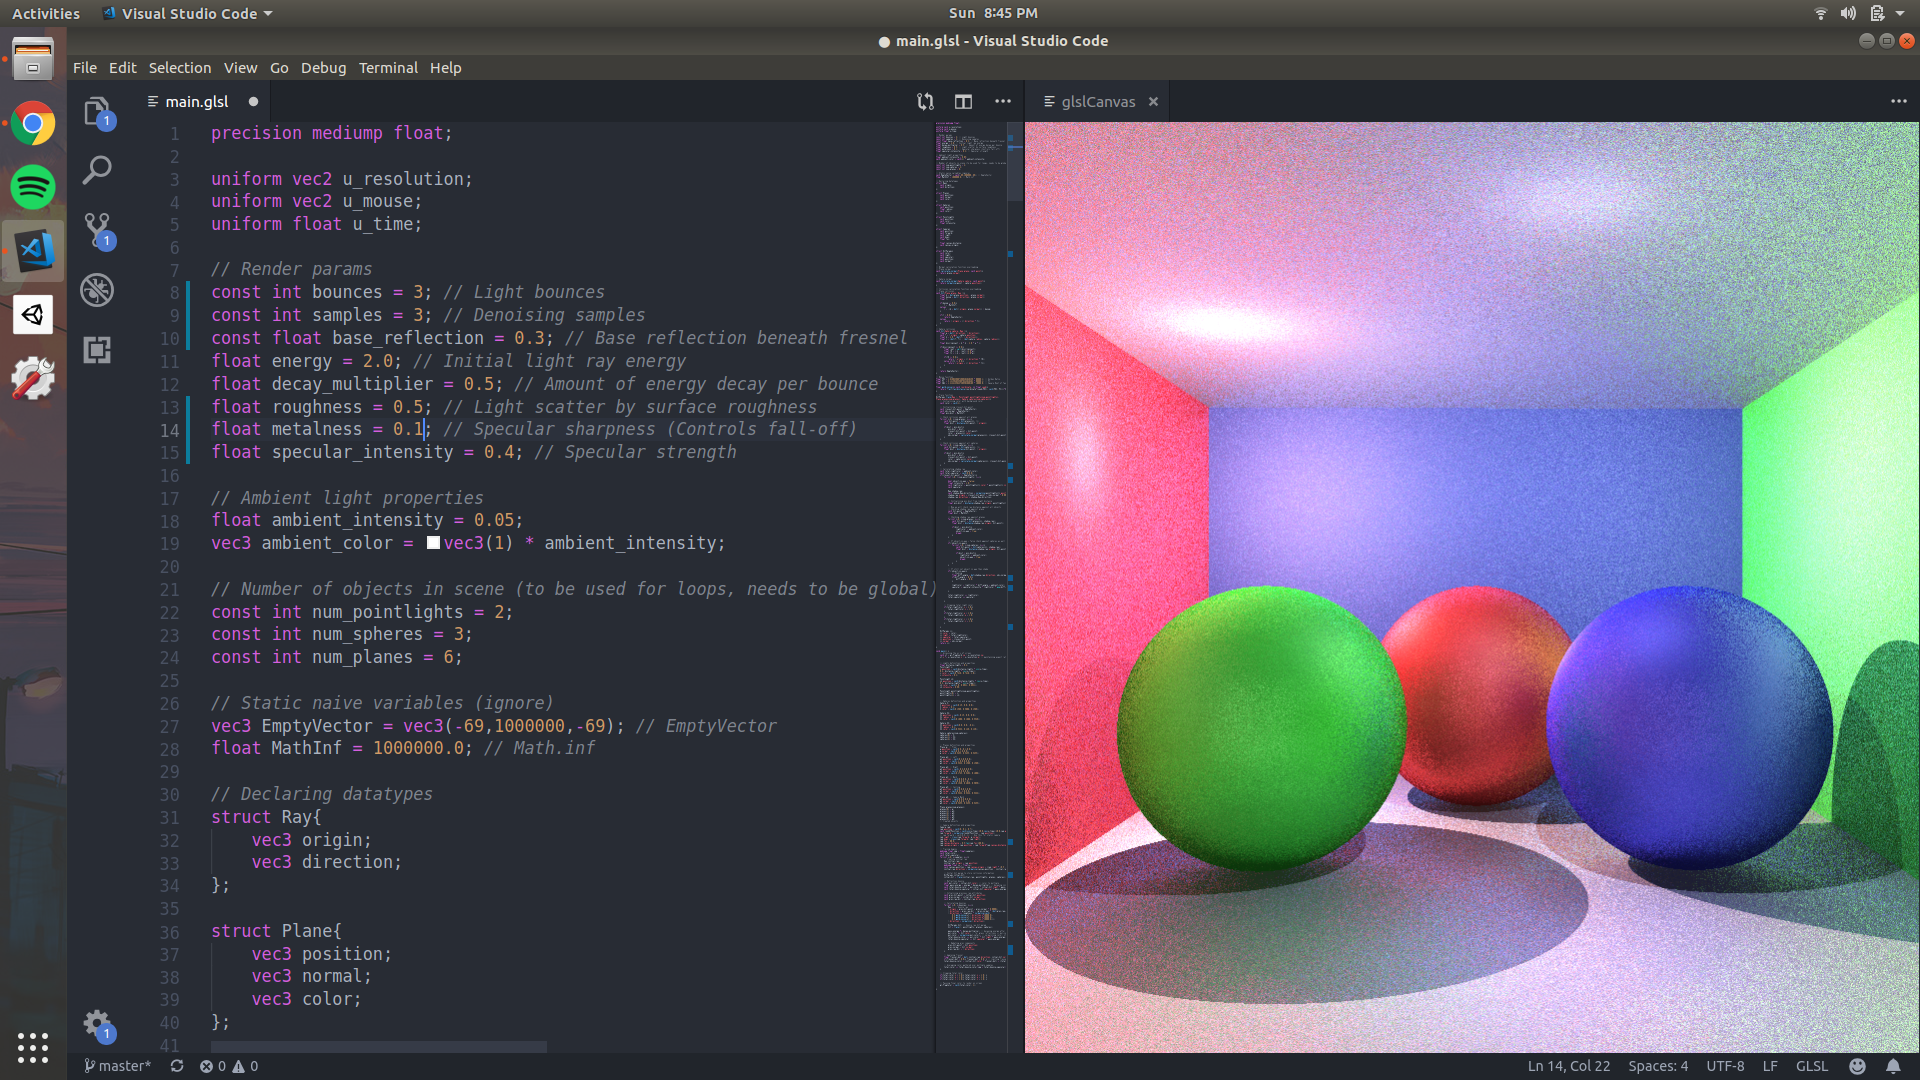 Activities
Visual Studio Code
Sun 8:45 PM
● main.glsl - Visual Studio Code
File Edit Selection View Go Debug Terminal Help
main.glsl
glslCanvas
1 precision mediump float;
2
3 uniform vec2 u_resolution;
4 uniform vec2 u_mouse;
5 uniform float u_time;
6
7 // Render params
8 const int bounces = 3; // Light bounces
9 const int samples = 3; // Denoising samples
10 const float base_reflection = 0.3; // Base reflection beneath fresnel
11 float energy = 2.0; // Initial light ray energy
12 float decay_multiplier = 0.5; // Amount of energy decay per bounce
13 float roughness = 0.5; // Light scatter by surface roughness
14 float metalness = 0.1; // Specular sharpness (Controls fall-off)
15 float specular_intensity = 0.4; // Specular strength
16
17 // Ambient light properties
18 float ambient_intensity = 0.05;
19 vec3 ambient_color = vec3(1) * ambient_intensity;
20
21 // Number of objects in scene (to be used for loops, needs to be global)
22 const int num_pointlights = 2;
23 const int num_spheres = 3;
24 const int num_planes = 6;
25
26 // Static naive variables (ignore)
27 vec3 EmptyVector = vec3(-69,1000000,-69); // EmptyVector
28 float MathInf = 1000000.0; // Math.inf
29
30 // Declaring datatypes
31 struct Ray{
32 vec3 origin;
33 vec3 direction;
34 };
35
36 struct Plane{
37 vec3 position;
38 vec3 normal;
39 vec3 color;
40 };
41
1
1
1
master*
0 0
Ln 14, Col 22
Spaces: 4
UTF-8
LF
GLSL